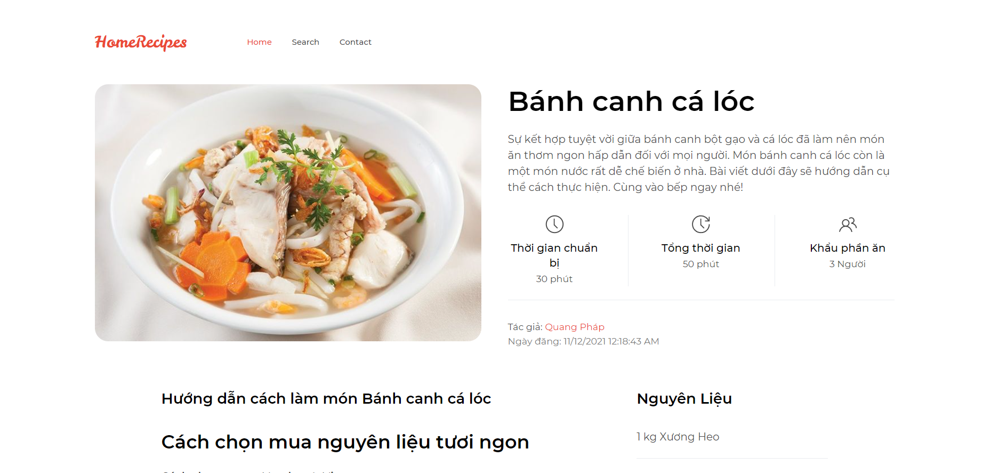 HomeRecipes
Home
Search
Contact
Bánh canh cá lóc
Sự kết hợp tuyệt vời giữa bánh canh bột gạo và cá lóc đã làm nên món
ăn thơm ngon hấp dẫn đối với mọi người. Món bánh canh cá lóc còn là
một món nước rất dễ chế biến ở nhà. Bài viết dưới đây sẽ hướng dẫn cụ
thể cách thực hiện. Cùng vào bếp ngay nhé!
Thời gian chuẩn
bị
30 phút
Tổng thời gian
50 phút
Khẩu phần ăn
3 Người
Tác giả: Quang Pháp
Ngày đăng: 11/12/2021 12:18:43 AM
Hướng dẫn cách làm món Bánh canh cá lóc
Cách chọn mua nguyên liệu tươi ngon
Nguyên Liệu
1 kg Xương Heo